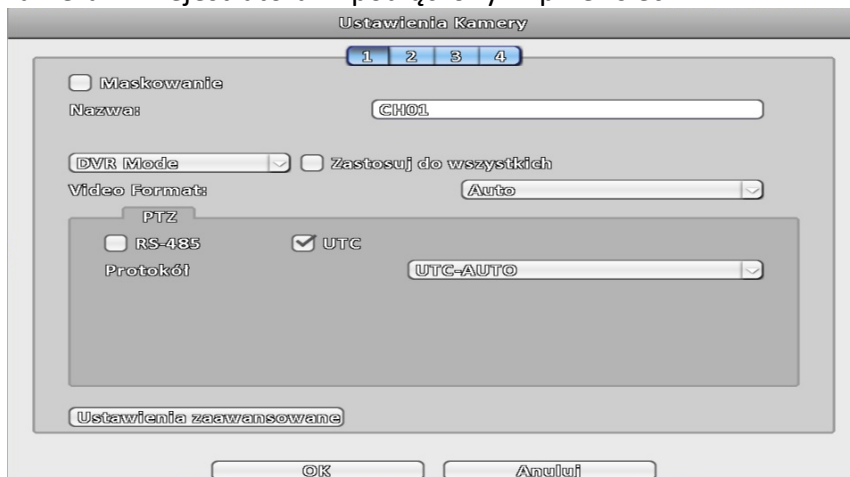 Ustawienia Kamery
1 2 3 4
Maskowanie
Nazwa: CH01
DVR Mode Zastosuj do wszystkich
Video Format: Auto
PTZ
RS-485 UTC
Protokół UTC-AUTO
Ustawienia zaawansowane
OK Anuluj